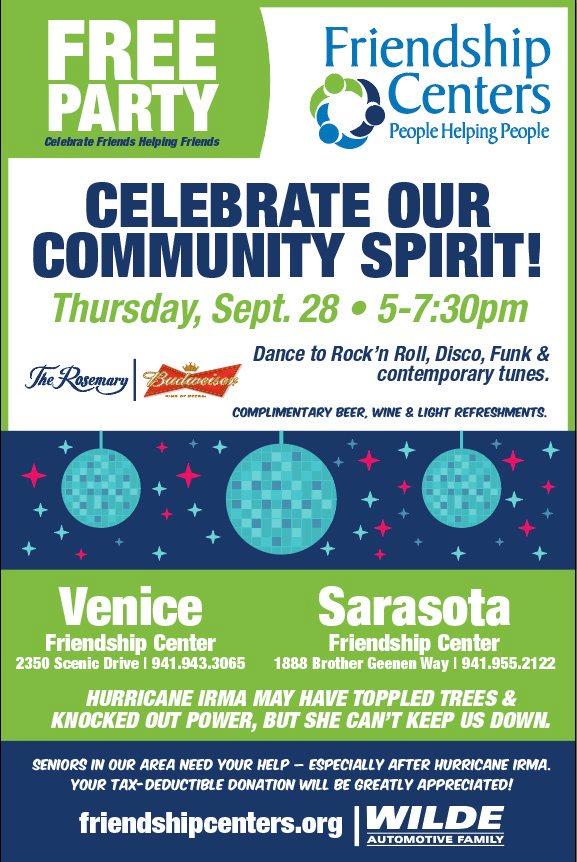 FREE
PARTY
Celebrate Friends Helping Friends
Friendship
Centers
People Helping People
CELEBRATE OUR
COMMUNITY SPIRIT!
Thursday, Sept. 28 • 5-7:30pm
The Rosemary
Budweiser
KING OF BEERS
Dance to Rock’n Roll, Disco, Funk &
contemporary tunes.
COMPLIMENTARY BEER, WINE & LIGHT REFRESHMENTS.
Venice
Friendship Center
2350 Scenic Drive | 941.943.3065
Sarasota
Friendship Center
1888 Brother Geenen Way | 941.955.2122
HURRICANE IRMA MAY HAVE TOPPLED TREES &
KNOCKED OUT POWER, BUT SHE CAN’T KEEP US DOWN.
SENIORS IN OUR AREA NEED YOUR HELP – ESPECIALLY AFTER HURRICANE IRMA.
YOUR TAX-DEDUCTIBLE DONATION WILL BE GREATLY APPRECIATED!
friendshipcenters.org
WILDE
AUTOMOTIVE FAMILY